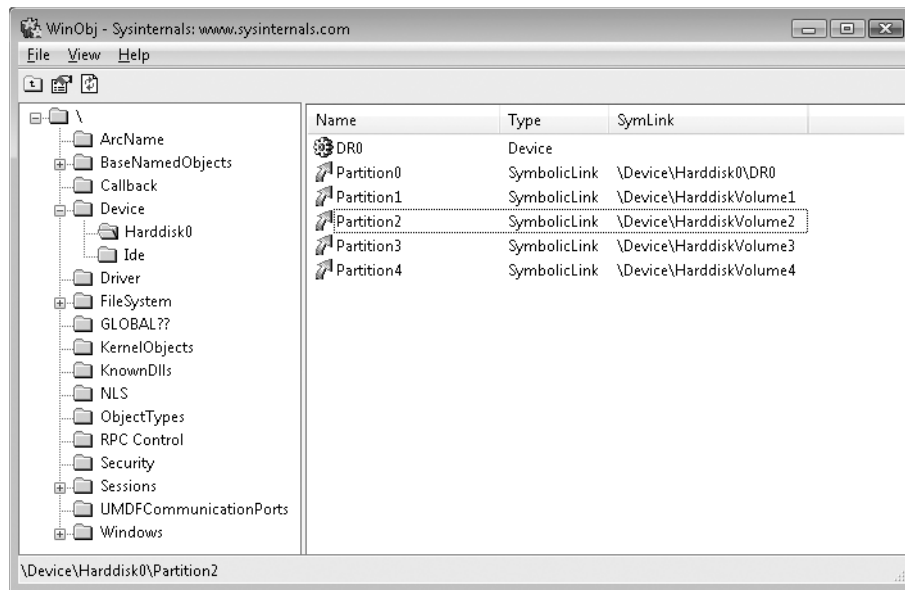 WinObj - Sysinternals: www.sysinternals.com
File View Help
\
ArcName
BaseNamedObjects
Callback
Device
Harddisk0
Ide
Driver
FileSystem
GLOBAL??
KernelObjects
KnownDlls
NLS
ObjectTypes
RPC Control
Security
Sessions
UMDFCommunicationPorts
Windows
Name Type SymLink
DR0 Device
Partition0 SymbolicLink \Device\Harddisk0\DR0
Partition1 SymbolicLink \Device\HarddiskVolume1
Partition2 SymbolicLink \Device\HarddiskVolume2
Partition3 SymbolicLink \Device\HarddiskVolume3
Partition4 SymbolicLink \Device\HarddiskVolume4
\Device\Harddisk0\Partition2